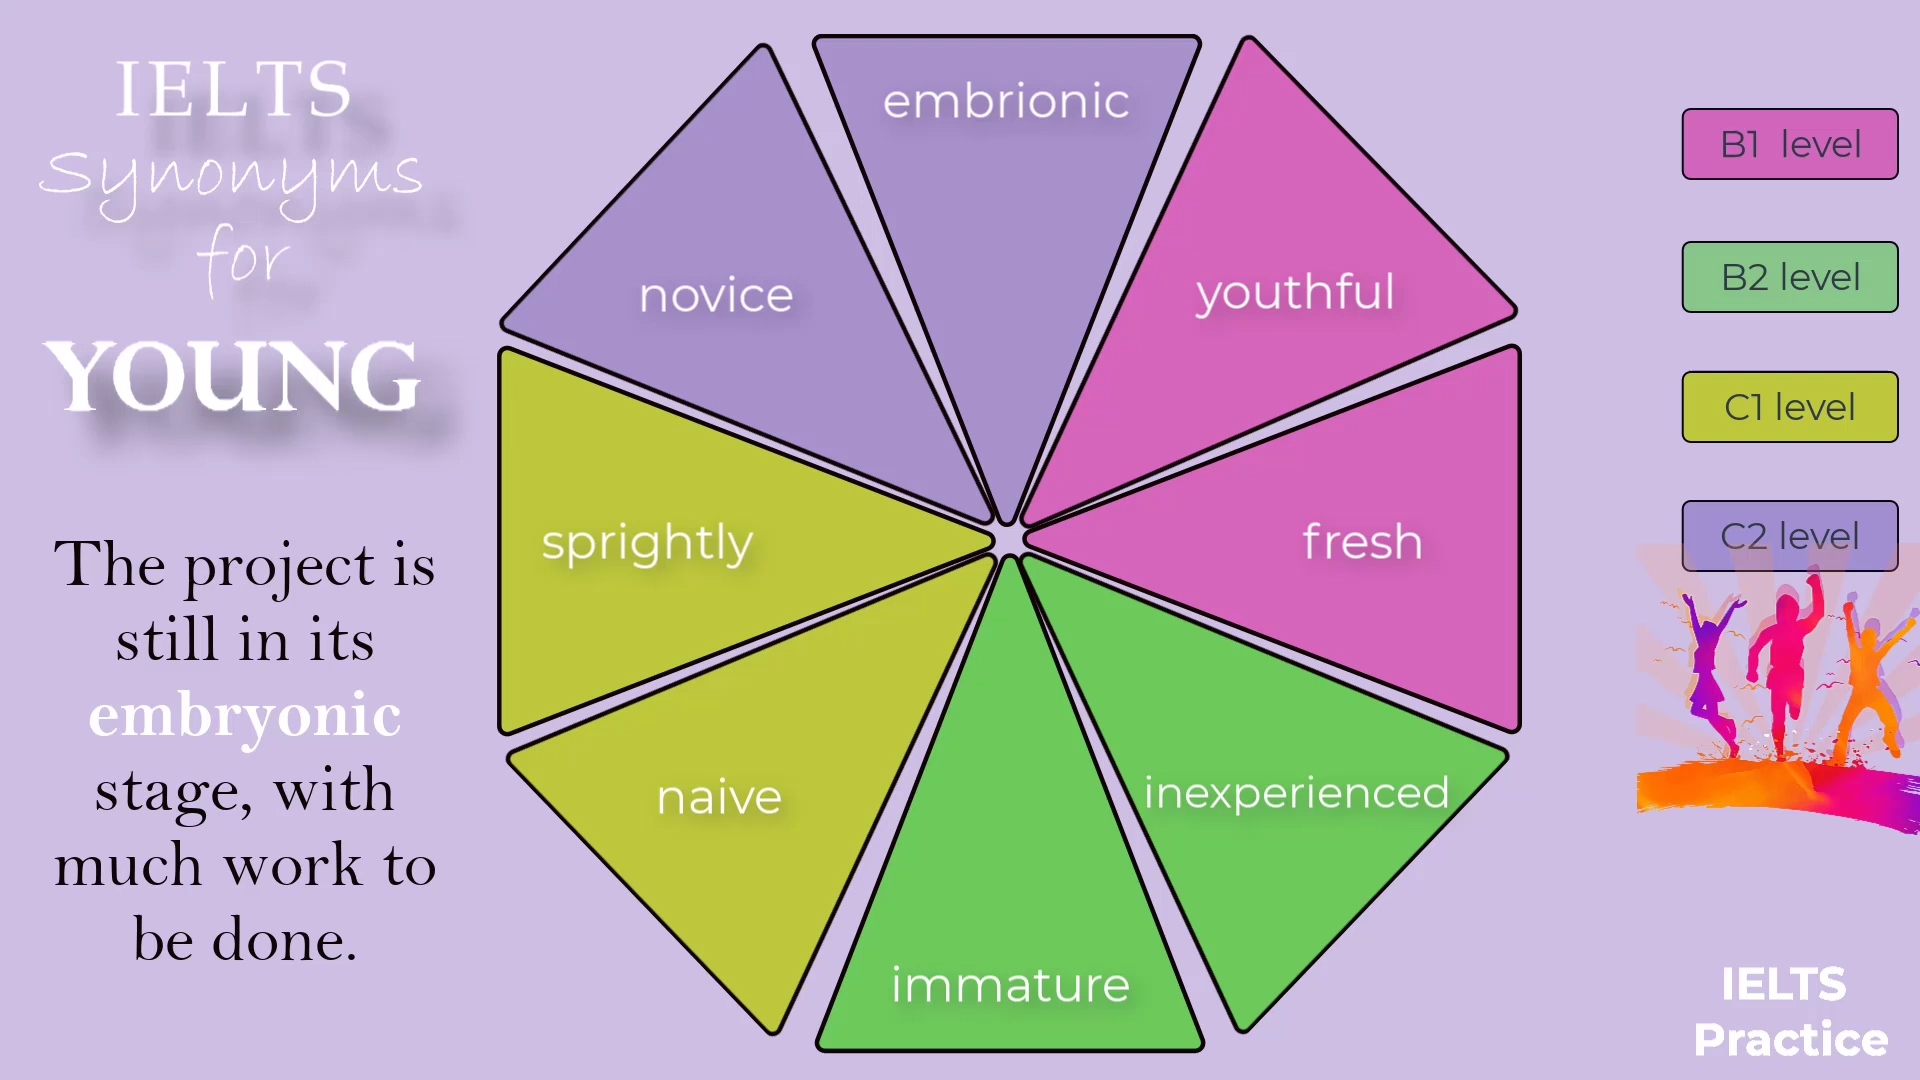 IELTS
Synonyms
for
YOUNG
The project is
still in its
embryonic
stage, with
much work to
be done.
embrionic
novice
youthful
sprightly
fresh
naive
inexperienced
immature
B1 level
B2 level
C1 level
C2 level
IELTS
Practice